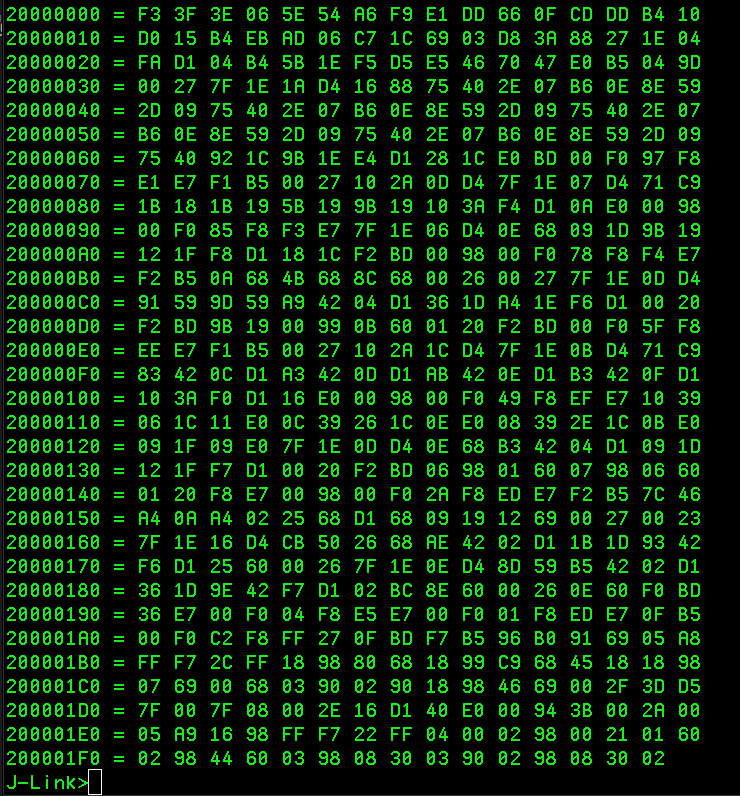 20000000 = F3 3F 3E 06 5E 54 A6 F9 E1 DD 66 0F CD DD B4 10
20000010 = D0 15 B4 EB AD 06 C7 1C 69 03 D8 3A 88 27 1E 04
20000020 = FA D1 04 B4 5B 1E F5 D5 E5 46 70 47 E0 B5 04 9D
20000030 = 00 27 7F 1E 1A D4 16 88 75 40 2E 07 B6 0E 8E 59
20000040 = 2D 09 75 40 2E 07 B6 0E 8E 59 2D 09 75 40 2E 07
20000050 = B6 0E 8E 59 2D 09 75 40 2E 07 B6 0E 8E 59 2D 09
20000060 = 75 40 92 1C 9B 1E E4 D1 28 1C E0 BD 00 F0 97 F8
20000070 = E1 E7 F1 B5 00 27 10 2A 0D D4 7F 1E 07 D4 71 C9
20000080 = 1B 18 1B 19 5B 19 9B 19 10 3A F4 D1 0A E0 00 98
20000090 = 00 F0 85 F8 F3 E7 7F 1E 06 D4 0E 68 09 1D 9B 19
200000A0 = 12 1F F8 D1 18 1C F2 BD 00 98 00 F0 78 F8 F4 E7
200000B0 = F2 B5 0A 68 4B 68 8C 68 00 26 00 27 7F 1E 0D D4
200000C0 = 91 59 9D 59 A9 42 04 D1 36 1D A4 1E F6 D1 00 20
200000D0 = F2 BD 9B 19 00 99 0B 60 01 20 F2 BD 00 F0 5F F8
200000E0 = EE E7 F1 B5 00 27 10 2A 1C D4 7F 1E 0B D4 71 C9
200000F0 = 83 42 0C D1 A3 42 0D D1 AB 42 0E D1 B3 42 0F D1
20000100 = 10 3A F0 D1 16 E0 00 98 00 F0 49 F8 EF E7 10 39
20000110 = 06 1C 11 E0 0C 39 26 1C 0E E0 08 39 2E 1C 0B E0
20000120 = 09 1F 09 E0 7F 1E 0D D4 0E 68 B3 42 04 D1 09 1D
20000130 = 12 1F F7 D1 00 20 F2 BD 06 98 01 60 07 98 06 60
20000140 = 01 20 F8 E7 00 98 00 F0 2A F8 ED E7 F2 B5 7C 46
20000150 = A4 0A A4 02 25 68 D1 68 09 19 12 69 00 27 00 23
20000160 = 7F 1E 16 D4 CB 50 26 68 AE 42 02 D1 1B 1D 93 42
20000170 = F6 D1 25 60 00 26 7F 1E 0E D4 8D 59 B5 42 02 D1
20000180 = 36 1D 9E 42 F7 D1 02 BC 8E 60 00 26 0E 60 F0 BD
20000190 = 36 E7 00 F0 04 F8 E5 E7 00 F0 01 F8 ED E7 0F B5
200001A0 = 00 F0 C2 F8 FF 27 0F BD F7 B5 96 B0 91 69 05 A8
200001B0 = FF F7 2C FF 18 98 80 68 18 99 C9 68 45 18 18 98
200001C0 = 07 69 00 68 03 90 02 90 18 98 46 69 00 2F 3D D5
200001D0 = 7F 00 7F 08 00 2E 16 D1 40 E0 00 94 3B 00 2A 00
200001E0 = 05 A9 16 98 FF F7 22 FF 04 00 02 98 00 21 01 60
200001F0 = 02 98 44 60 03 98 08 30 03 90 02 98 08 30 02
J-Link>